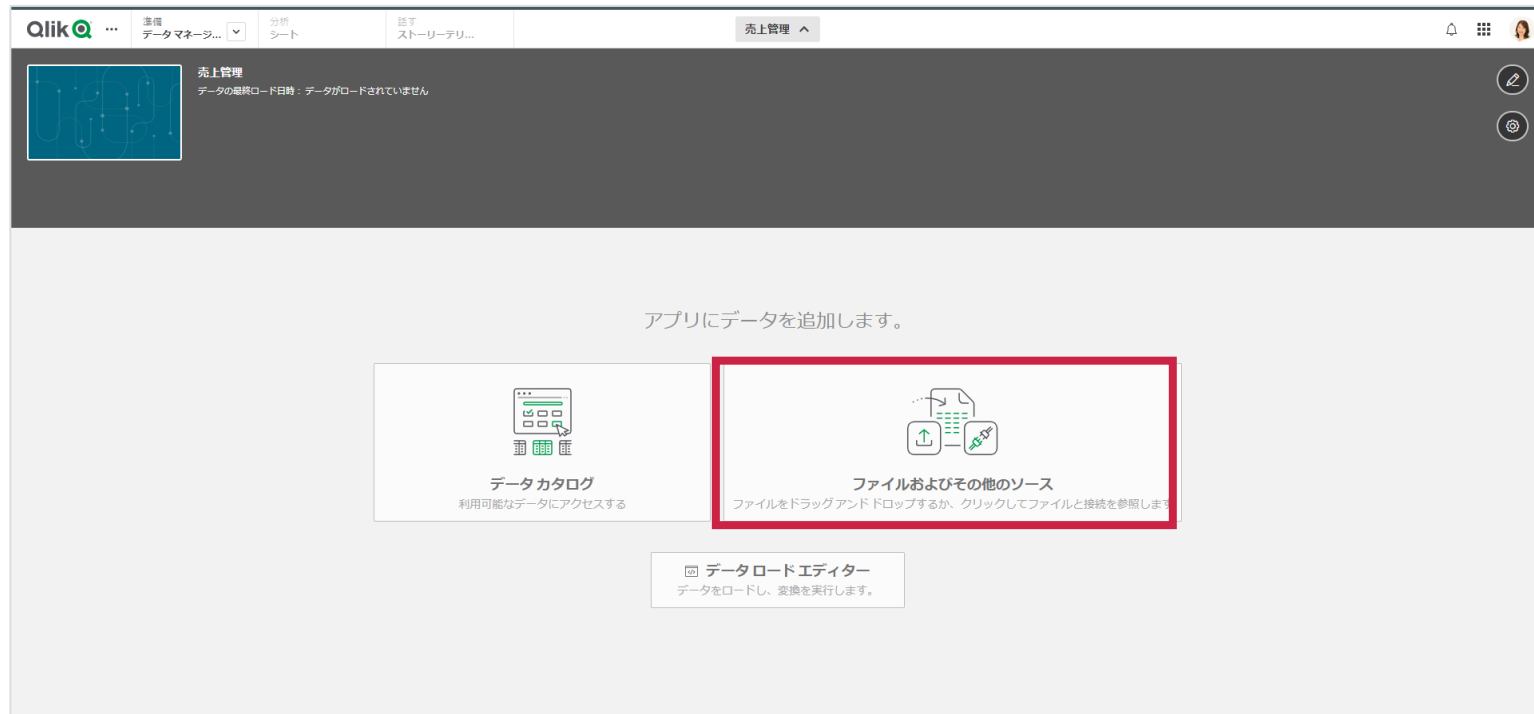 Qlik
準備
データ マネージ...
分析
シート
話す
ストーリーテリ...
売上管理
売上管理
データの最終ロード日時： データがロードされていません
アプリにデータを追加します。
データ カタログ
利用可能なデータにアクセスする
ファイルおよびその他のソース
ファイルをドラッグ アンド ドロップするか、クリックしてファイルと接続を参照します
データ ロード エディター
データをロードし、変換を実行します。